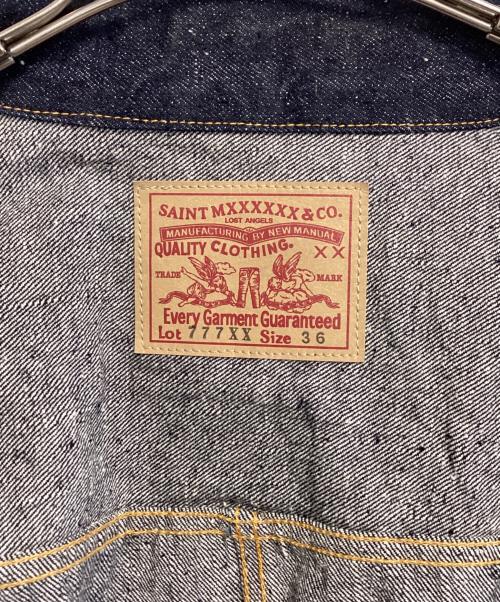 SAINT MXXXXXX & CO.
LOST ANGELS
MANUFACTURING BY NEW MANUAL
QUALITY CLOTHING. XX
TRADE MARK
Every Garment Guaranteed
Lot 777XX Size 36